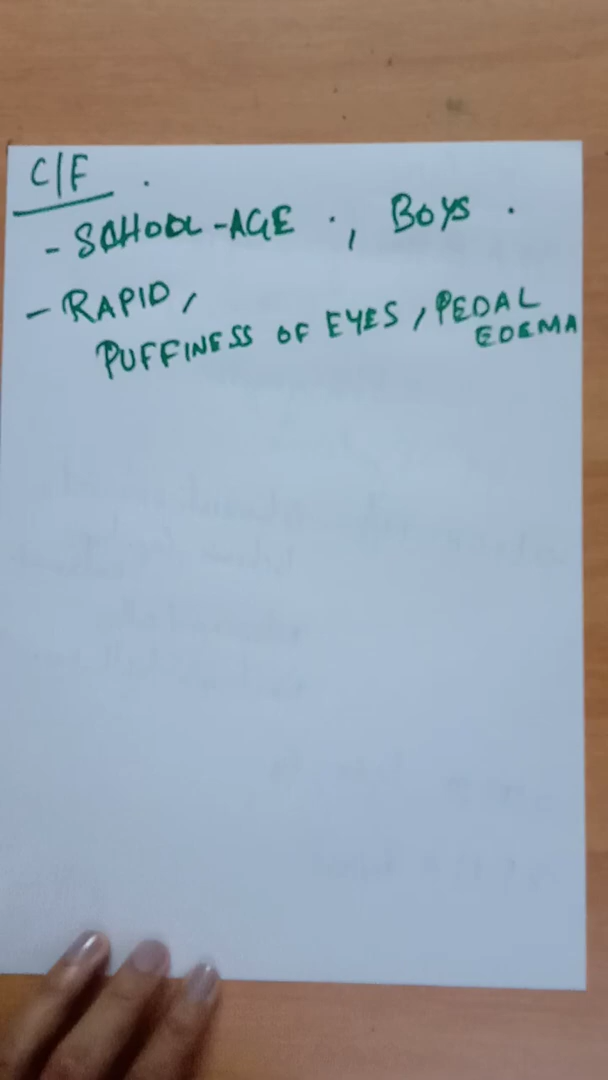 C/F .
- SCHOOL-AGE . , BOYS .
- RAPID,
PUFFINESS OF EYES, PEDAL
EDEMA